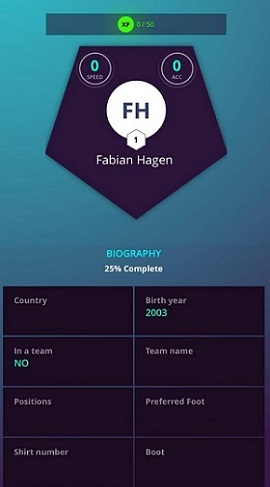 XP 0 / 50
0 0
SPEED ACC
FH
1
Fabian Hagen
BIOGRAPHY
25% Complete
Country Birth year
2003
In a team Team name
NO
Positions Preferred Foot
Shirt number Boot